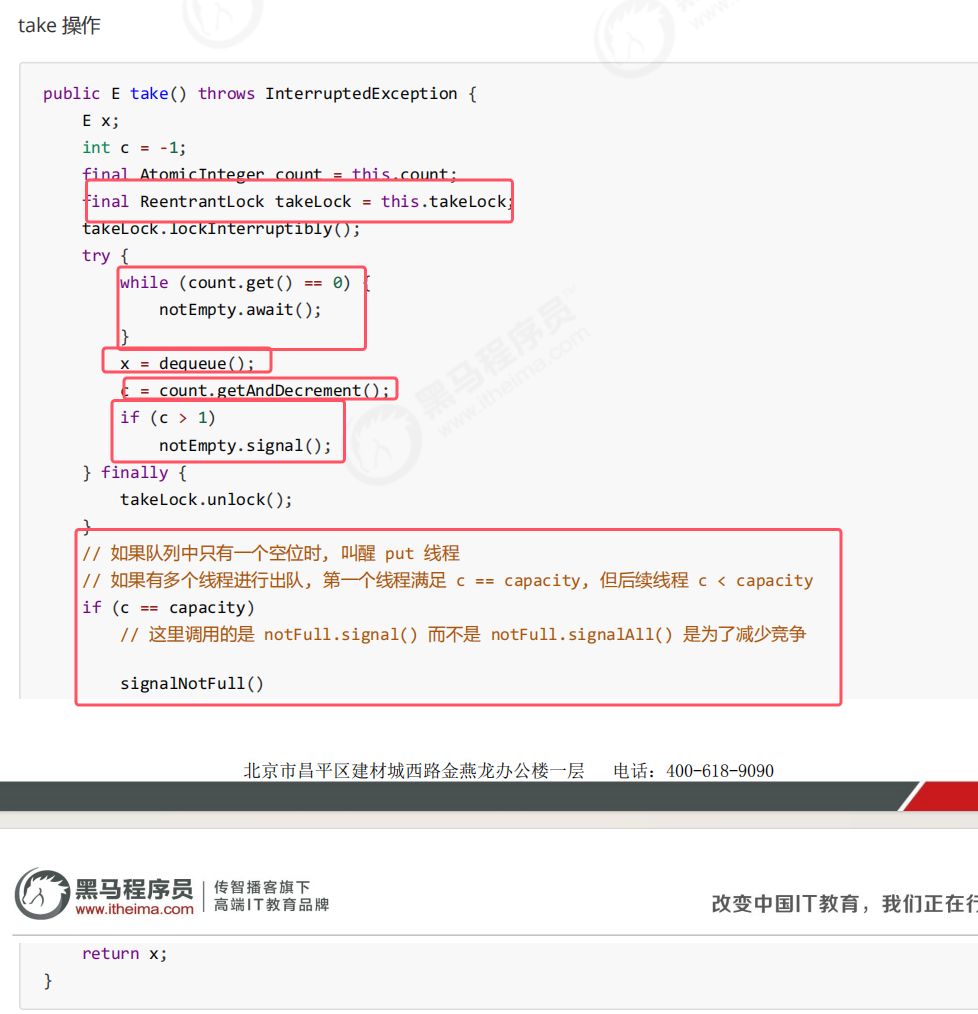 take 操作
public E take() throws InterruptedException {
E x;
int c = -1;
final AtomicInteger count = this.count;
final ReentrantLock takeLock = this.takeLock;
takeLock.lockInterruptibly();
try {
while (count.get() == 0) {
notEmpty.await();
}
x = dequeue();
c = count.getAndDecrement();
if (c > 1)
notEmpty.signal();
} finally {
takeLock.unlock();
}
// 如果队列中只有一个空位时, 叫醒 put 线程
// 如果有多个线程进行出队, 第一个线程满足 c == capacity, 但后续线程 c < capacity
if (c == capacity)
// 这里调用的是 notFull.signal() 而不是 notFull.signalAll() 是为了减少竞争
signalNotFull()
黑马程序员™
www.itheima.com
北京市昌平区建材城西路金燕龙办公楼一层 电话：400-618-9090
黑马程序员
www.itheima.com
传智播客旗下
高端IT教育品牌
改变中国IT教育，我们正在行
return x;
}